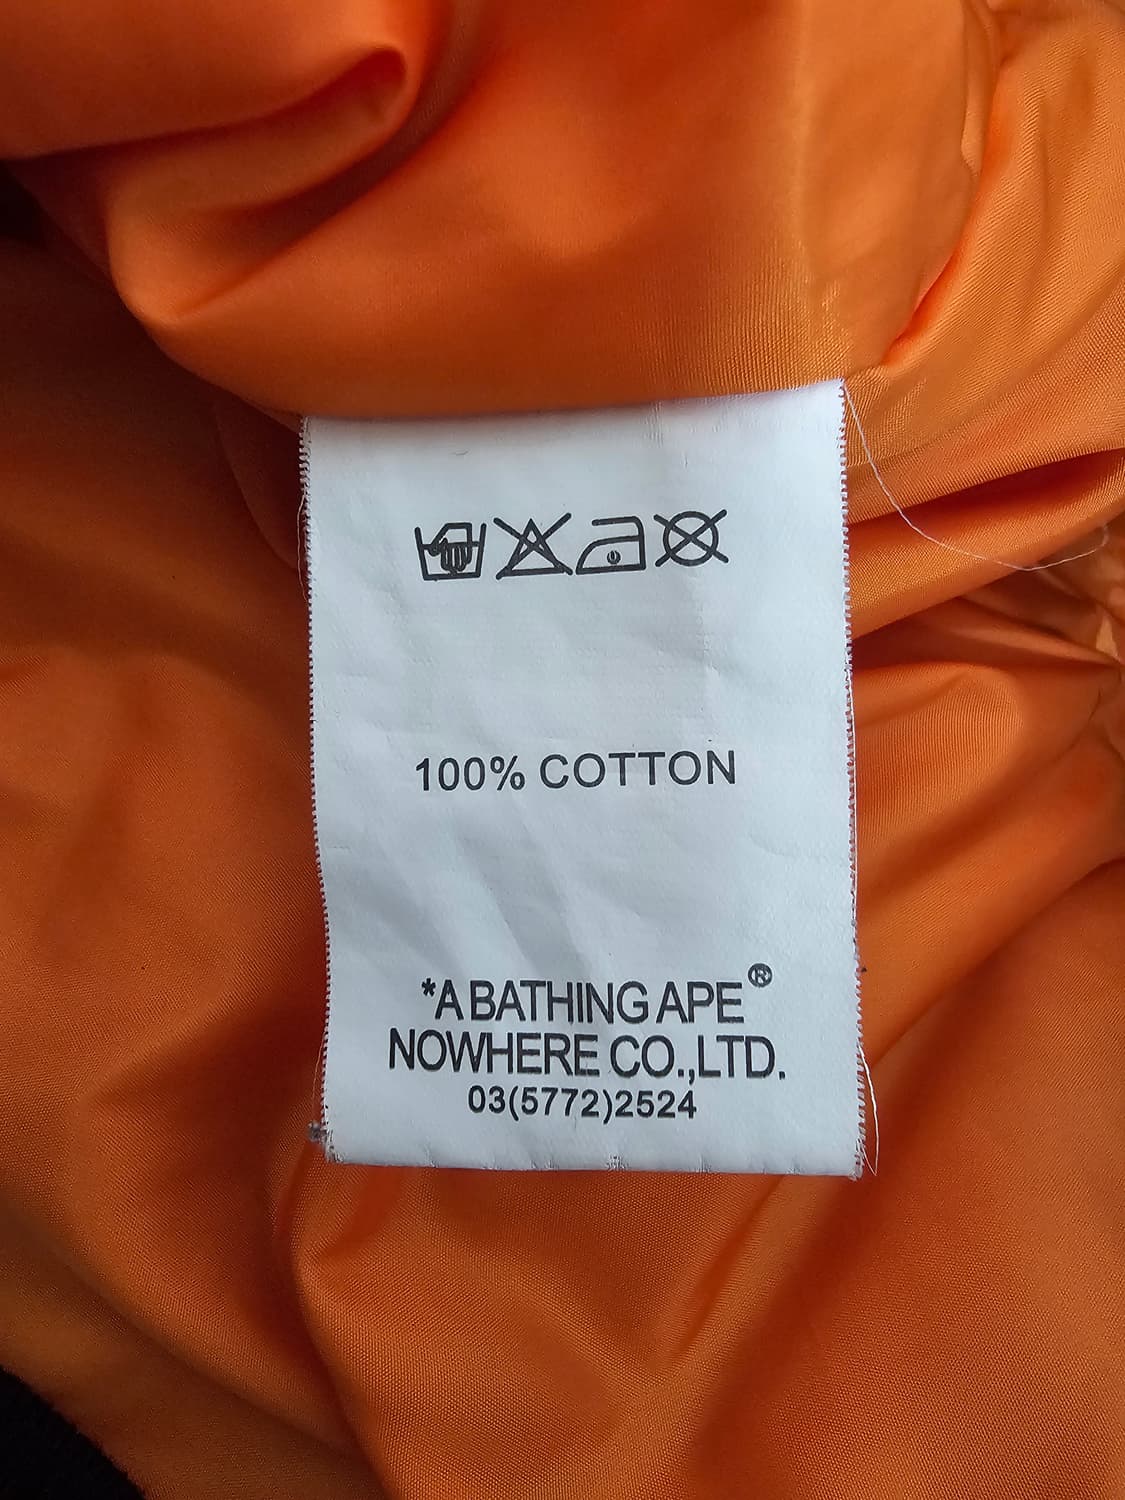 100% COTTON
*A BATHING APE®
NOWHERE CO.,LTD.
03(5772)2524